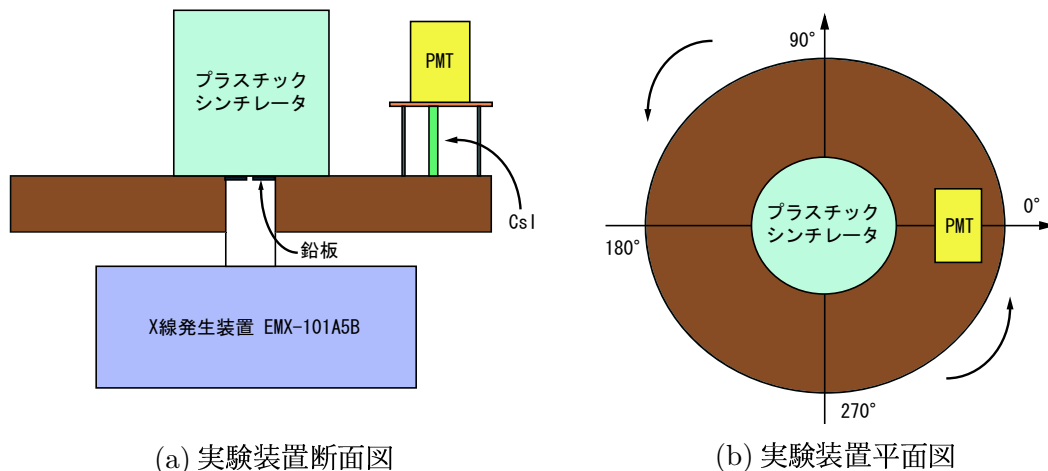 プラスチック
シンチレータ
PMT
CsI
鉛板
X線発生装置 EMX-101A5B
(a) 実験装置断面図
90°
0°
プラスチック
シンチレータ
PMT
180°
270°
(b) 実験装置平面図